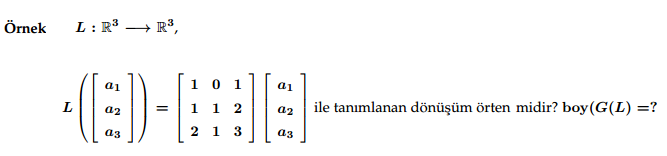 Örnek L : ℝ³ ⟶ ℝ³,
L([a₁ a₂ a₃]) = [1 0 1 1 1 2 2 1 3] [a₁ a₂ a₃] ile tanımlanan dönüşüm örten midir? boy(G(L) =?